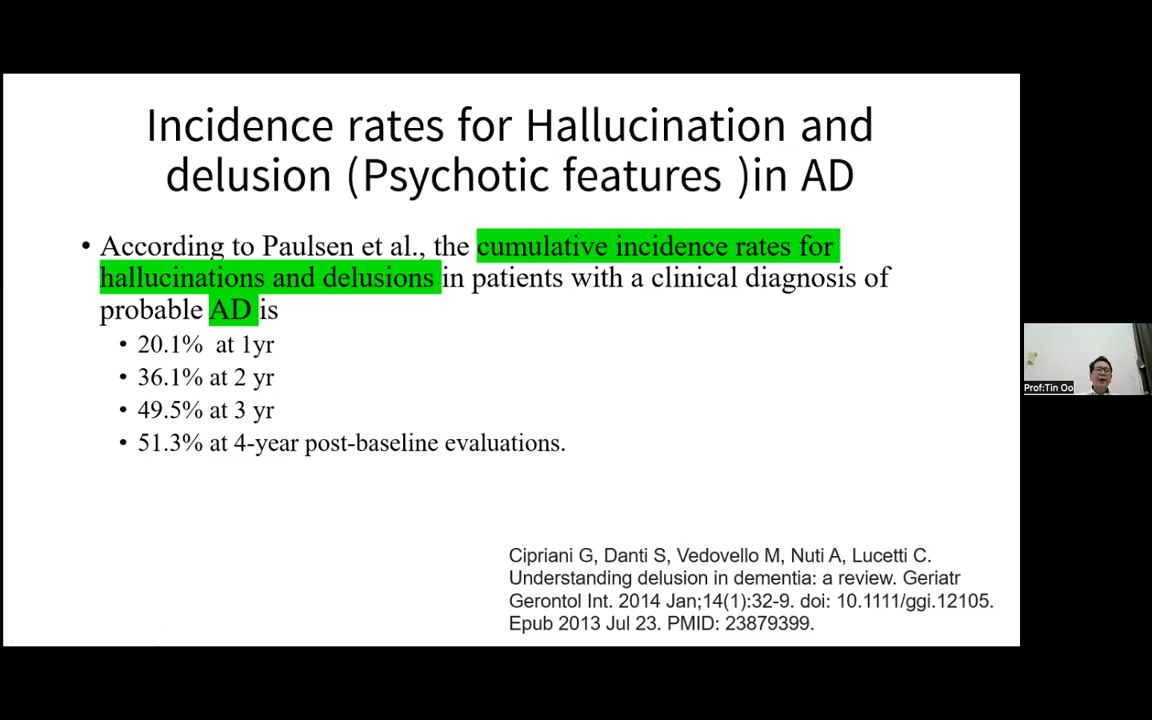 Incidence rates for Hallucination and
delusion (Psychotic features )in AD
• According to Paulsen et al., the cumulative incidence rates for
hallucinations and delusions in patients with a clinical diagnosis of
probable AD is
• 20.1% at 1yr
• 36.1% at 2 yr
• 49.5% at 3 yr
• 51.3% at 4-year post-baseline evaluations.
Cipriani G, Danti S, Vedovello M, Nuti A, Lucetti C.
Understanding delusion in dementia: a review. Geriatr
Gerontol Int. 2014 Jan;14(1):32-9. doi: 10.1111/ggi.12105.
Epub 2013 Jul 23. PMID: 23879399.
Prof:Tin Oo